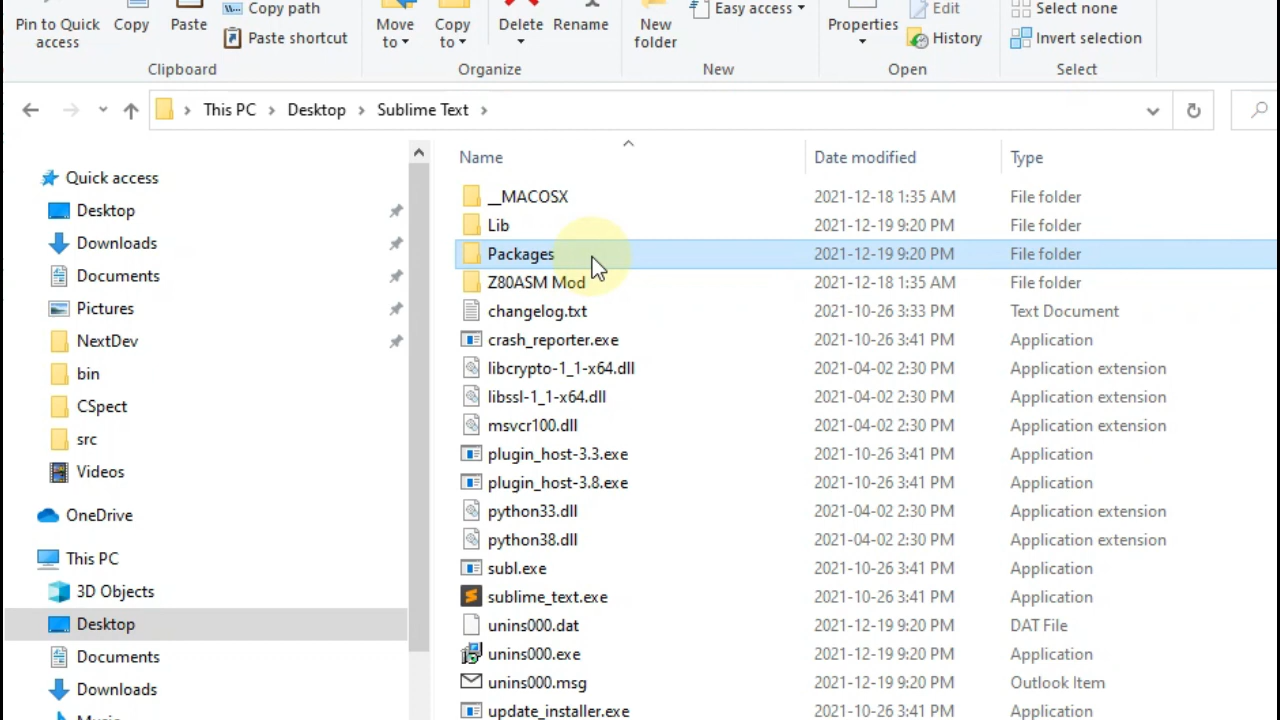 Pin to Quick access
Copy
Paste
Copy path
Paste shortcut
Clipboard
Move to
Copy to
Delete
Rename
Organize
New folder
Easy access
New
Properties
Edit
History
Open
Select none
Invert selection
Select
This PC > Desktop > Sublime Text >
Quick access
Desktop
Downloads
Documents
Pictures
NextDev
bin
CSpect
src
Videos
OneDrive
This PC
3D Objects
Desktop
Documents
Downloads
Name Date modified Type
__MACOSX 2021-12-18 1:35 AM File folder
Lib 2021-12-19 9:20 PM File folder
Packages 2021-12-19 9:20 PM File folder
Z80ASM Mod 2021-12-18 1:35 AM File folder
changelog.txt 2021-10-26 3:33 PM Text Document
crash_reporter.exe 2021-10-26 3:41 PM Application
libcrypto-1_1-x64.dll 2021-04-02 2:30 PM Application extension
libssl-1_1-x64.dll 2021-04-02 2:30 PM Application extension
msvcr100.dll 2021-04-02 2:30 PM Application extension
plugin_host-3.3.exe 2021-10-26 3:41 PM Application
plugin_host-3.8.exe 2021-10-26 3:41 PM Application
python33.dll 2021-04-02 2:30 PM Application extension
python38.dll 2021-04-02 2:30 PM Application extension
subl.exe 2021-10-26 3:41 PM Application
sublime_text.exe 2021-10-26 3:41 PM Application
unins000.dat 2021-12-19 9:20 PM DAT File
unins000.exe 2021-12-19 9:20 PM Application
unins000.msg 2021-12-19 9:20 PM Outlook Item
update_installer.exe 2021-10-26 3:41 PM Application